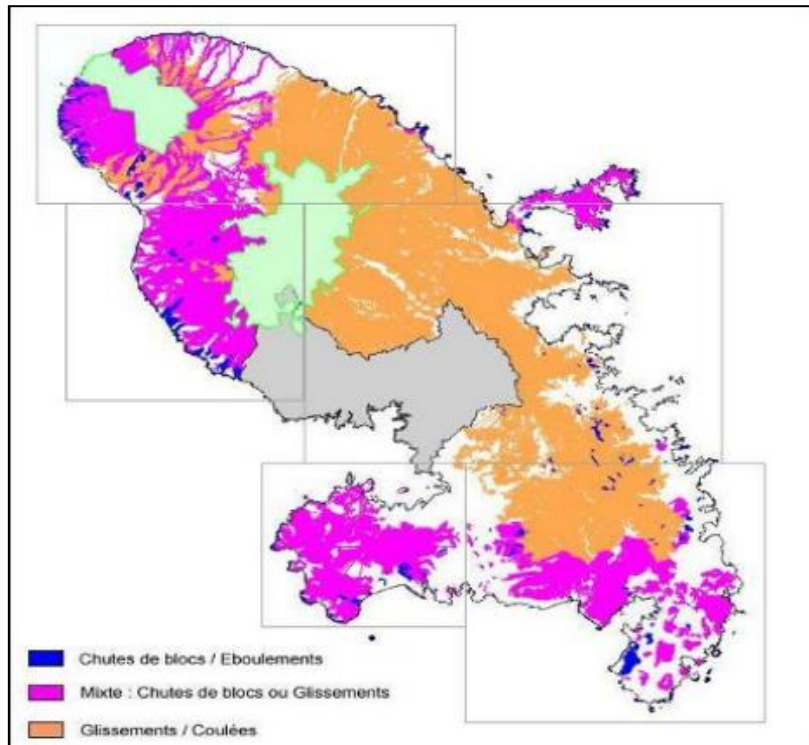 Chutes de blocs / Eboulements
Mixte : Chutes de blocs ou Glissements
Glissements / Coulées